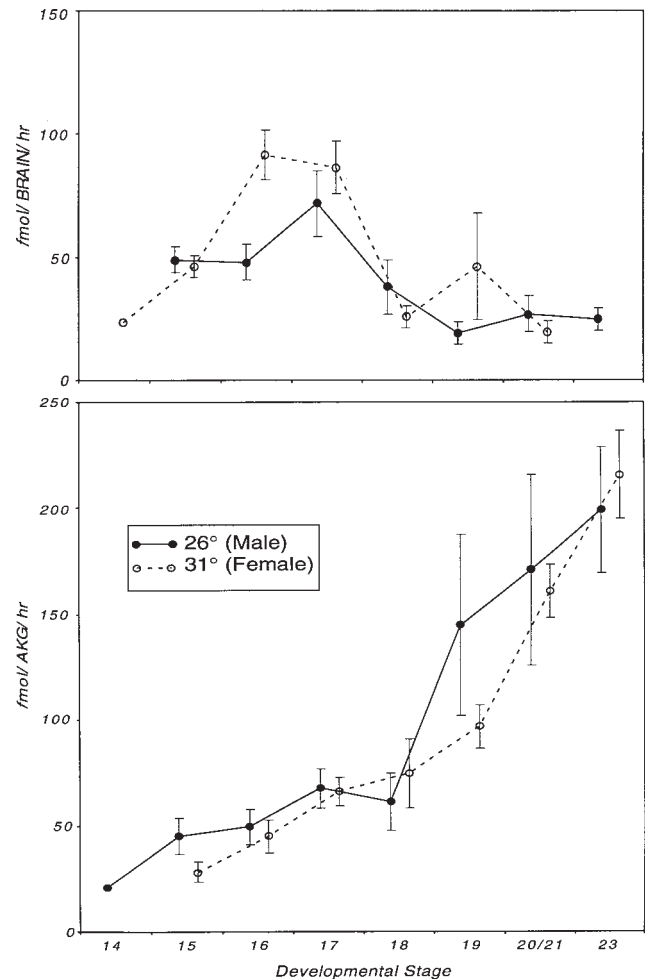 150
100
50
0
fmol/ BRAIN/ hr
250
200
150
100
50
0
fmol/ AKG/ hr
26° (Male)
31° (Female)
14 15 16 17 18 19 20/21 23
Developmental Stage